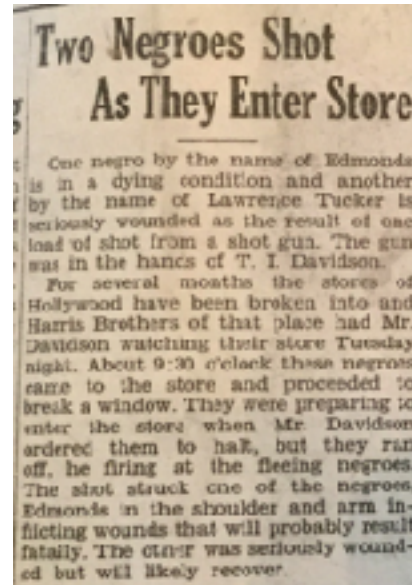 Two Negroes Shot
As They Enter Store
One negro by the name of Edmonds
is in a dying condition and another
by the name of Lawrence Tucker is
seriously wounded as the result of one
load of shot from a shot gun. The gun
was in the hands of T. I. Davidson.
For several months the stores of
Hollywood have been broken into and
Harris Brothers of that place had Mr.
Davidson watching their store Tuesday
night. About 9:30 o'clock these negroes
came to the store and proceeded to
break a window. They were preparing to
enter the store when Mr. Davidson
ordered them to halt, but they ran
off, he firing at the fleeing negroes
The shot struck one of the negroes
Edmonds in the shoulder and arm in-
flicting wounds that will probably result
fatally. The other was seriously wound-
ed but will likely recover.